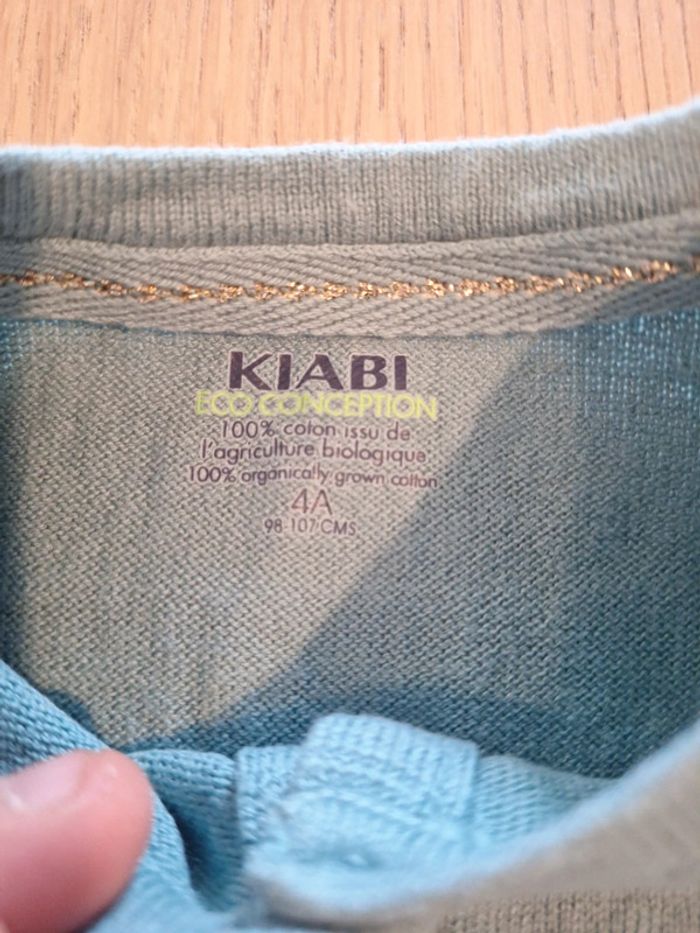 KIABI
ECO CONCEPTION
100% coton issu de
l'agriculture biologique
100% organically grown cotton
4A
98-107 CMS